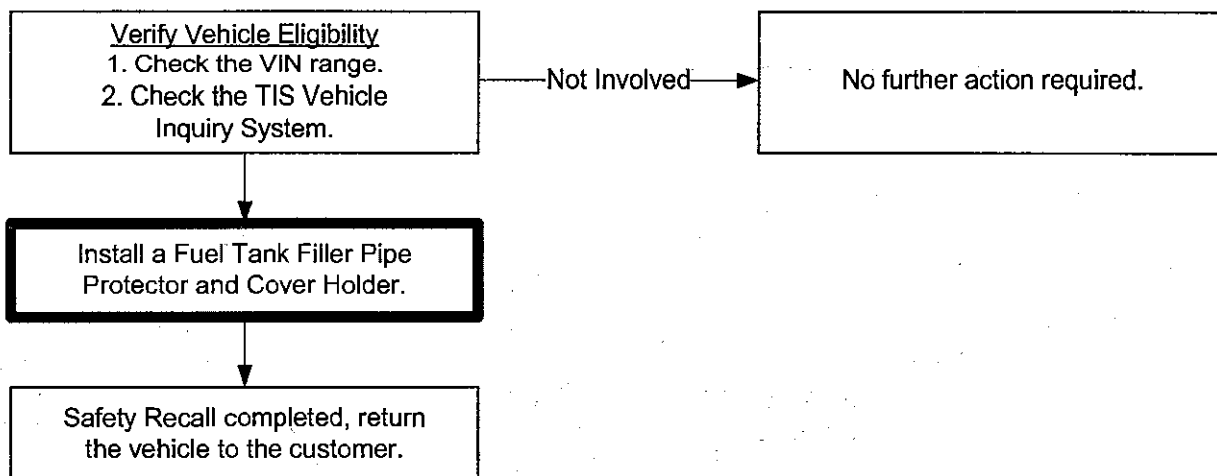 Verify Vehicle Eligibility
1. Check the VIN range.
2. Check the TIS Vehicle
Inquiry System.
Not Involved
No further action required.
Install a Fuel Tank Filler Pipe
Protector and Cover Holder.
Safety Recall completed, return
the vehicle to the customer.